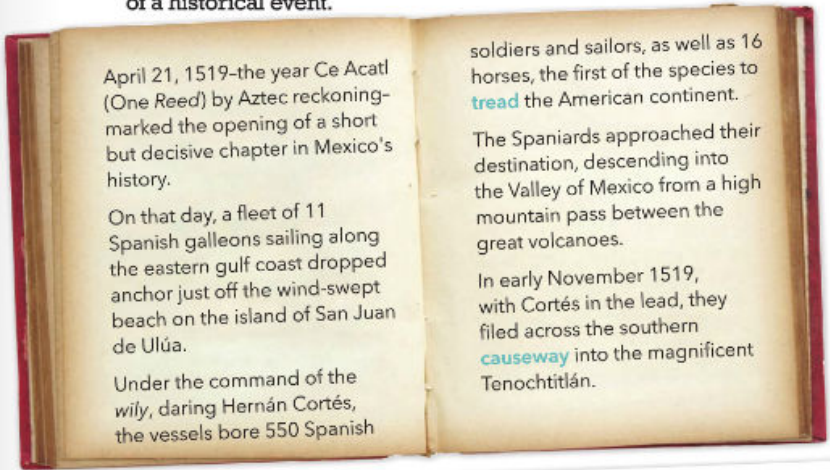 of a historical event.
April 21, 1519–the year Ce Acatl
(One Reed) by Aztec reckoning–
marked the opening of a short
but decisive chapter in Mexico's
history.
On that day, a fleet of 11
Spanish galleons sailing along
the eastern gulf coast dropped
anchor just off the wind-swept
beach on the island of San Juan
de Ulúa.
Under the command of the
wily, daring Hernán Cortés,
the vessels bore 550 Spanish
soldiers and sailors, as well as 16
horses, the first of the species to
tread the American continent.
The Spaniards approached their
destination, descending into
the Valley of Mexico from a high
mountain pass between the
great volcanoes.
In early November 1519,
with Cortés in the lead, they
filed across the southern
causeway into the magnificent
Tenochtitlán.